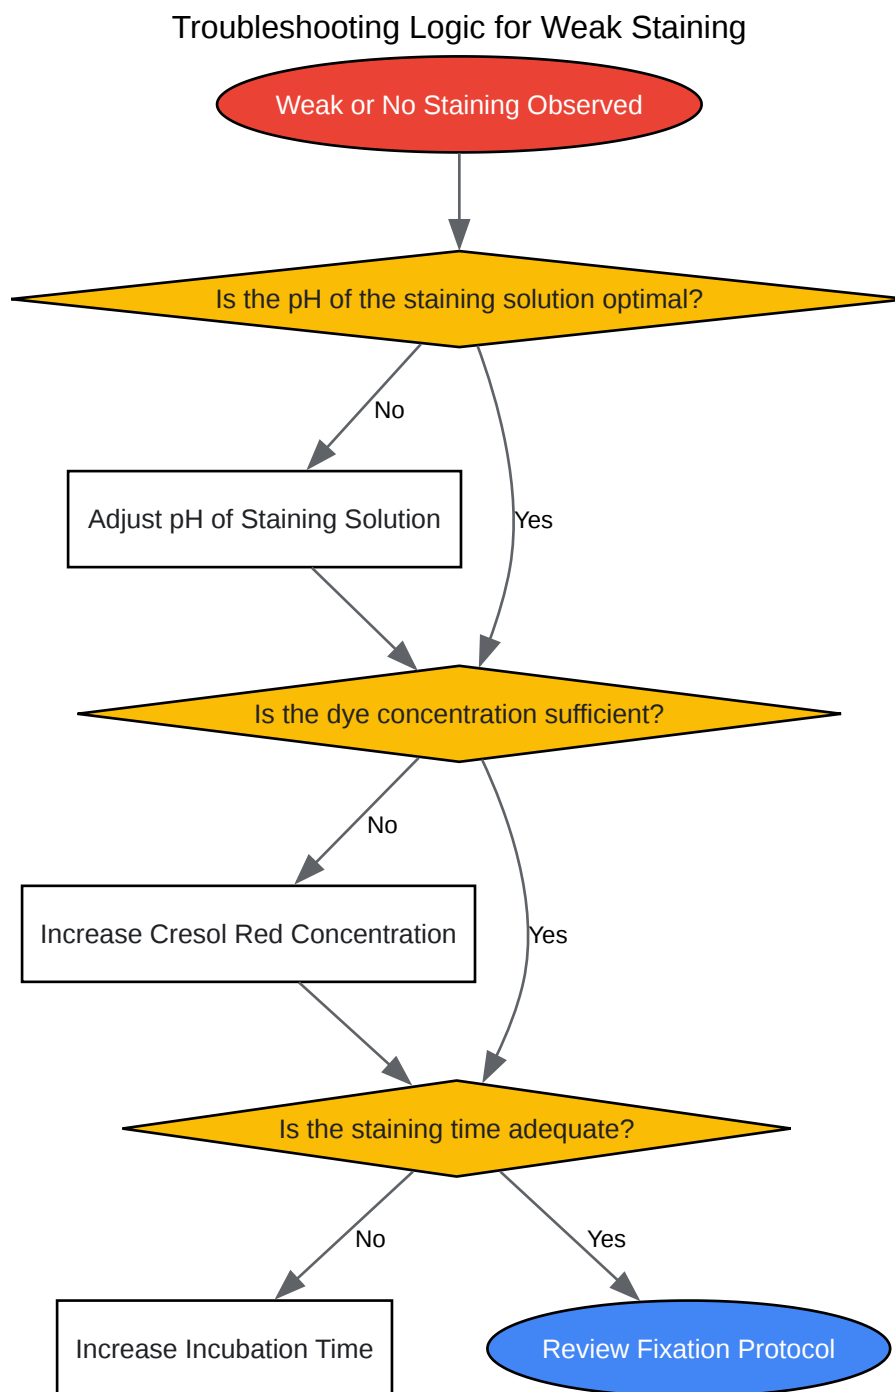 Troubleshooting Logic for Weak Staining
Weak or No Staining Observed
Is the pH of the staining solution optimal?
No
Adjust pH of Staining Solution
Yes
Is the dye concentration sufficient?
No
Increase Cresol Red Concentration
Yes
Is the staining time adequate?
No
Yes
Increase Incubation Time
Review Fixation Protocol